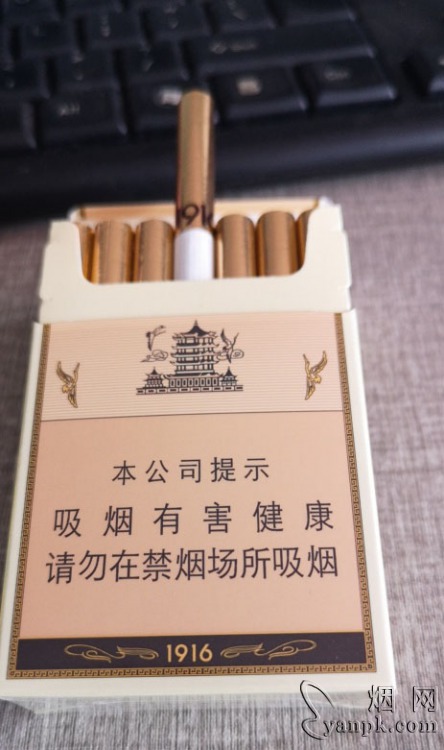 本公司提示
吸烟有害健康
请勿在禁烟场所吸烟
1916
烟网
yanpk.com